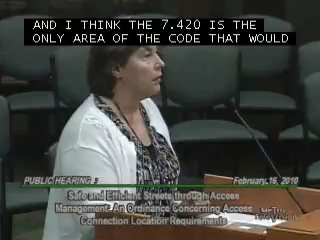 AND I THINK THE 7.420 IS THE
ONLY AREA OF THE CODE THAT WOULD
PUBLIC HEARING 1
February 16, 2010
Safe and Efficient Streets through Access
Management: An Ordinance Concerning Access
Connection Location Requirements